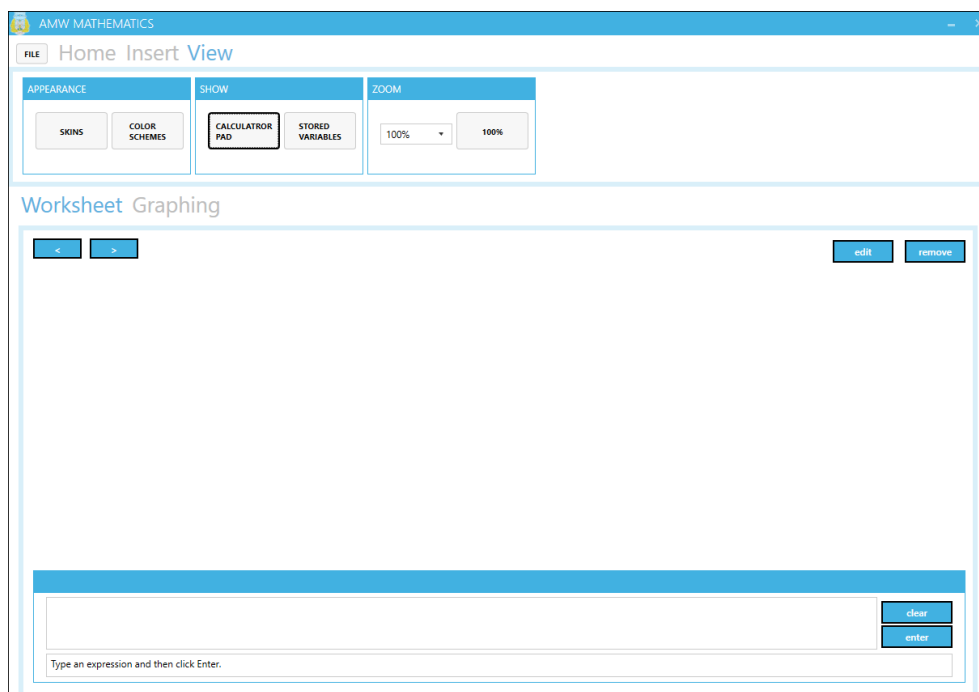 AMW MATHEMATICS
FILE Home Insert View
APPEARANCE SHOW ZOOM
SKINS
COLOR
SCHEMES
CALCULATROR
PAD
STORED
VARIABLES
100%
100%
Worksheet Graphing
< >
edit remove
clear
enter
Type an expression and then click Enter.